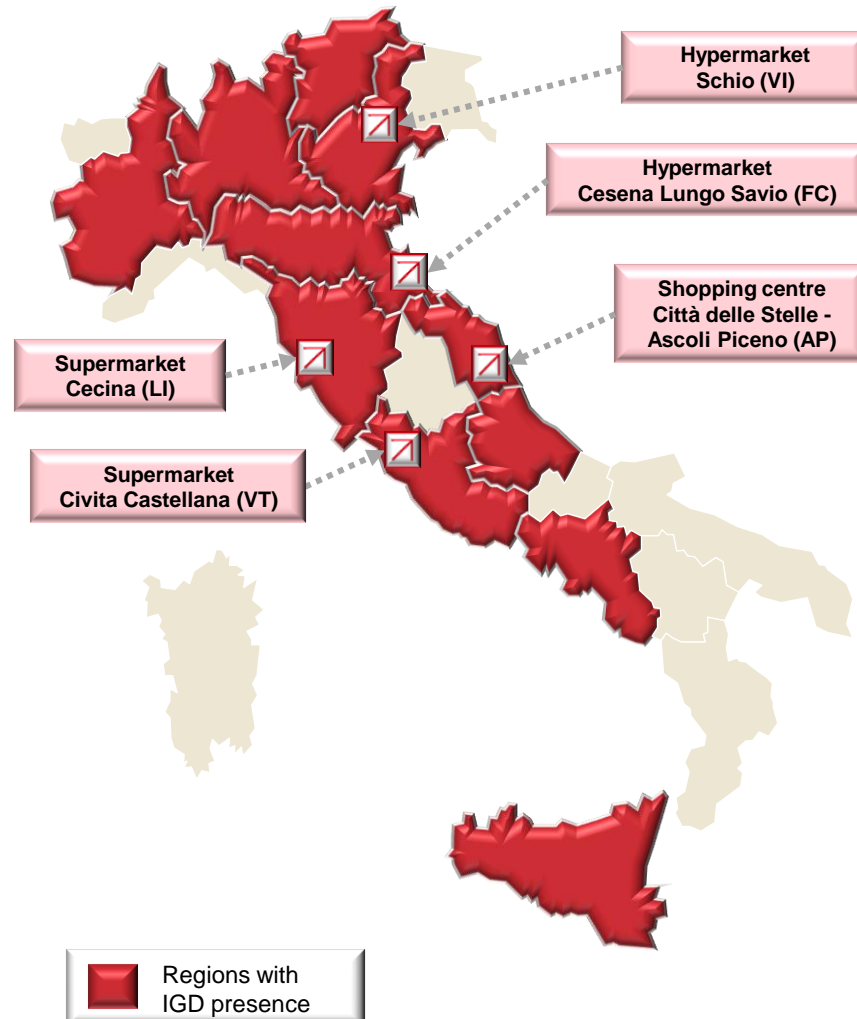 Hypermarket
Schio (VI)
Hypermarket
Cesena Lungo Savio (FC)
Shopping centre
Città delle Stelle -
Ascoli Piceno (AP)
Supermarket
Cecina (LI)
Supermarket
Civita Castellana (VT)
Regions with
IGD presence